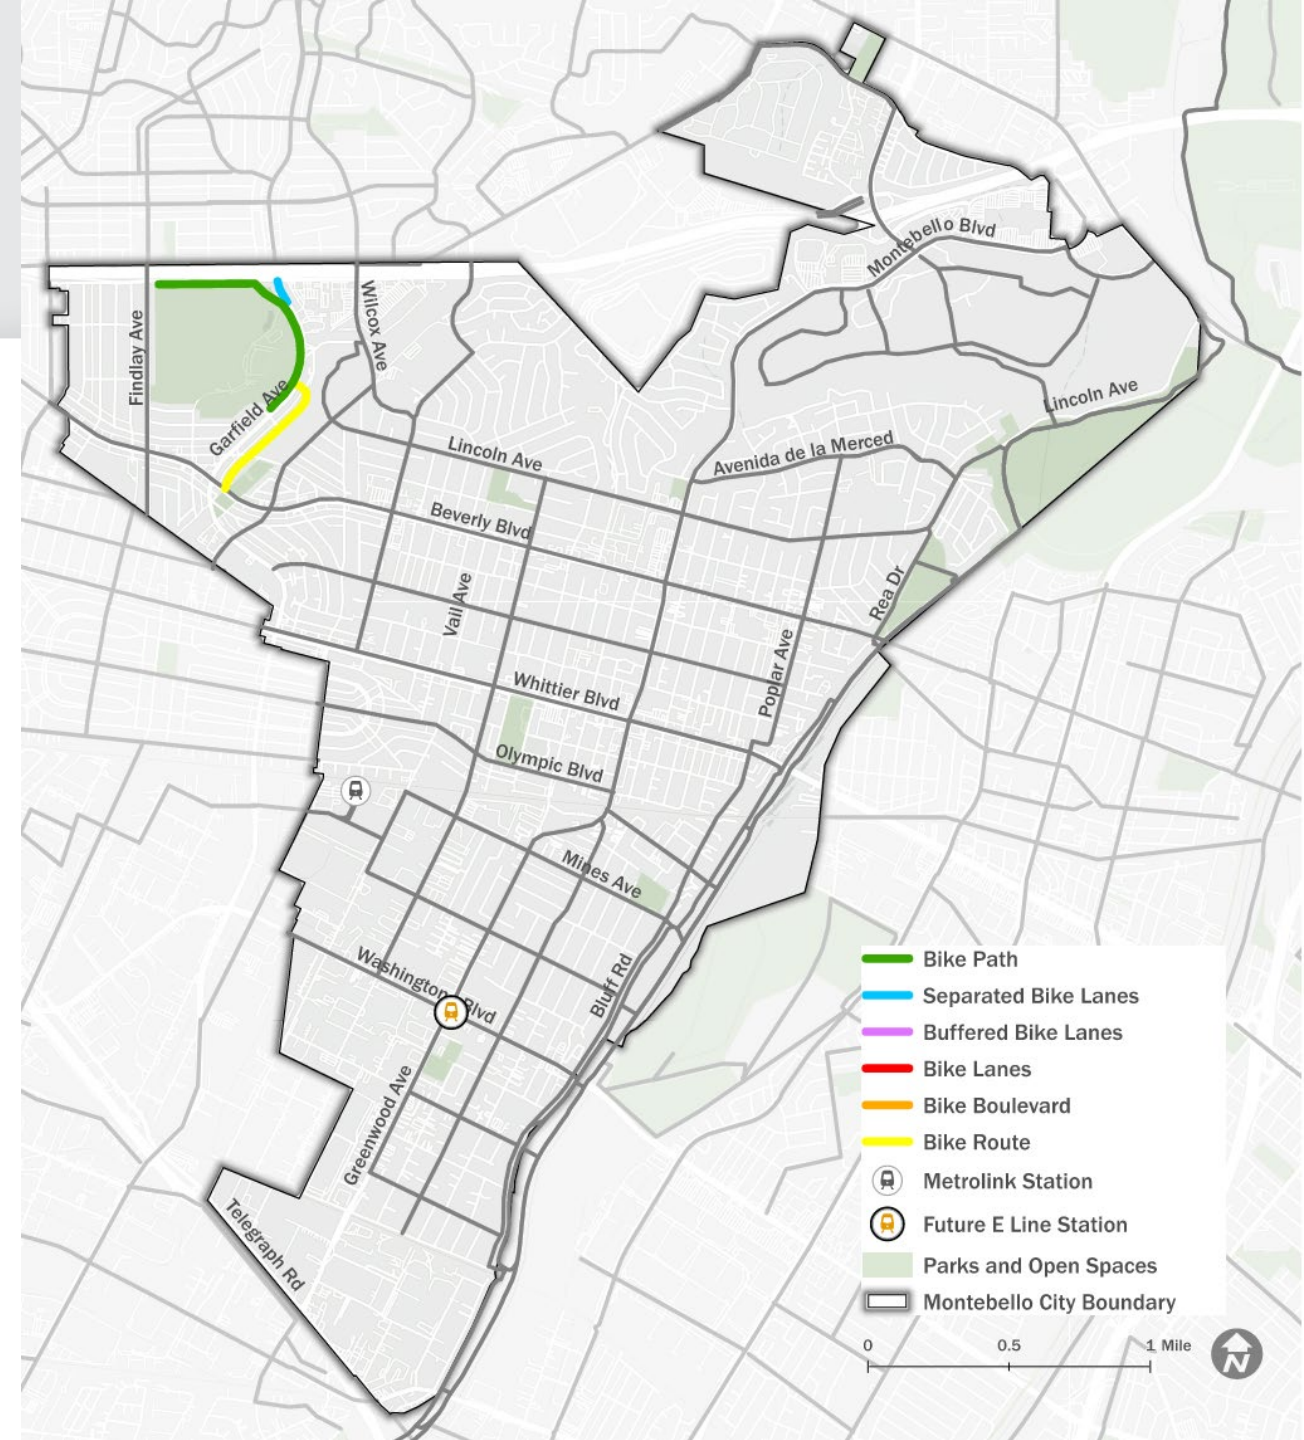 Montebello Blvd
Wilcox Ave
Findlay Ave
Garfield Ave
Lincoln Ave
Lincoln Ave
Avenida de la Merced
Beverly Blvd
Vail Ave
Rea Dr
Poplar Ave
Whittier Blvd
Olympic Blvd
Mines Ave
Washington Blvd
Bluff Rd
Greenwood Ave
Telegraph Rd
Bike Path
Separated Bike Lanes
Buffered Bike Lanes
Bike Lanes
Bike Boulevard
Bike Route
Metrolink Station
Future E Line Station
Parks and Open Spaces
Montebello City Boundary
0 0.5 1 Mile
N